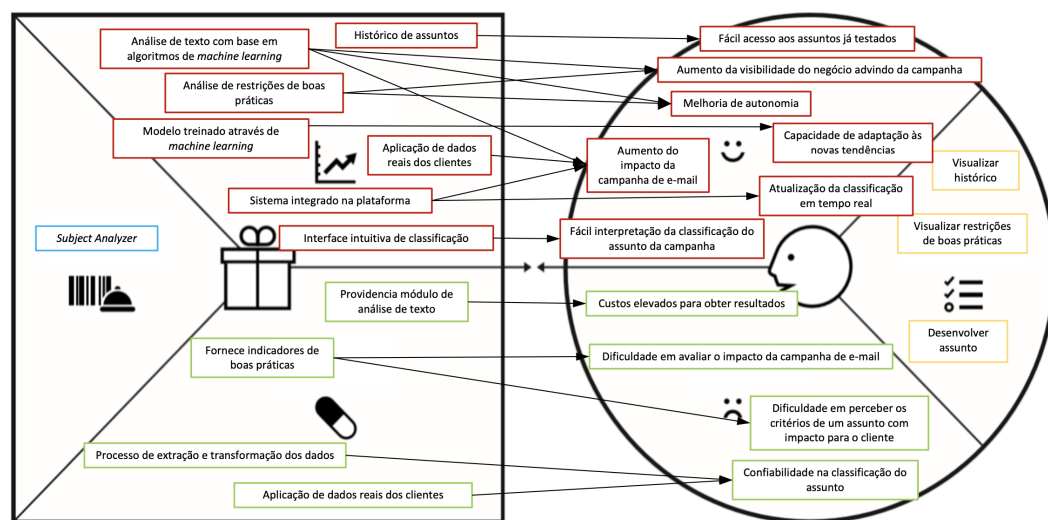 Histórico de assuntos
Análise de texto com base em
algoritmos de machine learning
Análise de restrições de boas
práticas
Modelo treinado através de
machine learning
Aplicação de dados
reais dos clientes
Sistema integrado na plataforma
Interface intuitiva de classificação
Subject Analyzer
Providencia módulo de
análise de texto
Fornece indicadores de
boas práticas
Processo de extração e transformação dos dados
Aplicação de dados reais dos clientes
Fácil acesso aos assuntos já testados
Aumento da visibilidade do negócio advindo da campanha
Melhoria de autonomia
Capacidade de adaptação às
novas tendências
Aumento do
impacto da
campanha de e-mail
Atualização da classificação
em tempo real
Fácil interpretação da classificação do
assunto da campanha
Visualizar
histórico
Visualizar restrições
de boas práticas
Desenvolver
assunto
Custos elevados para obter resultados
Dificuldade em avaliar o impacto da campanha de e-mail
Dificuldade em perceber os
critérios de um assunto com
impacto para o cliente
Confiabilidade na classificação do
assunto